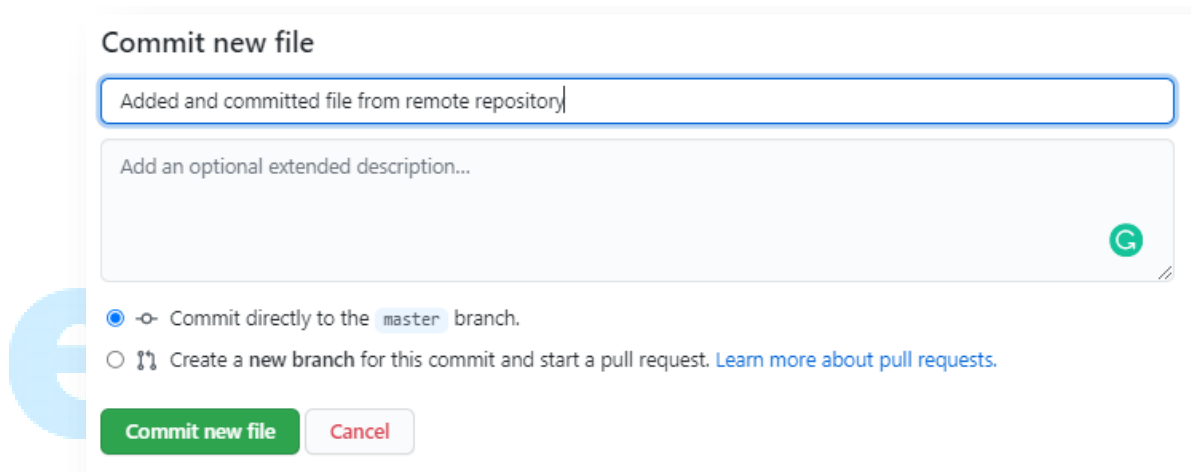 Commit new file
Added and committed file from remote repository
Add an optional extended description...
Commit directly to the master branch.
Create a new branch for this commit and start a pull request. Learn more about pull requests.
Commit new file Cancel